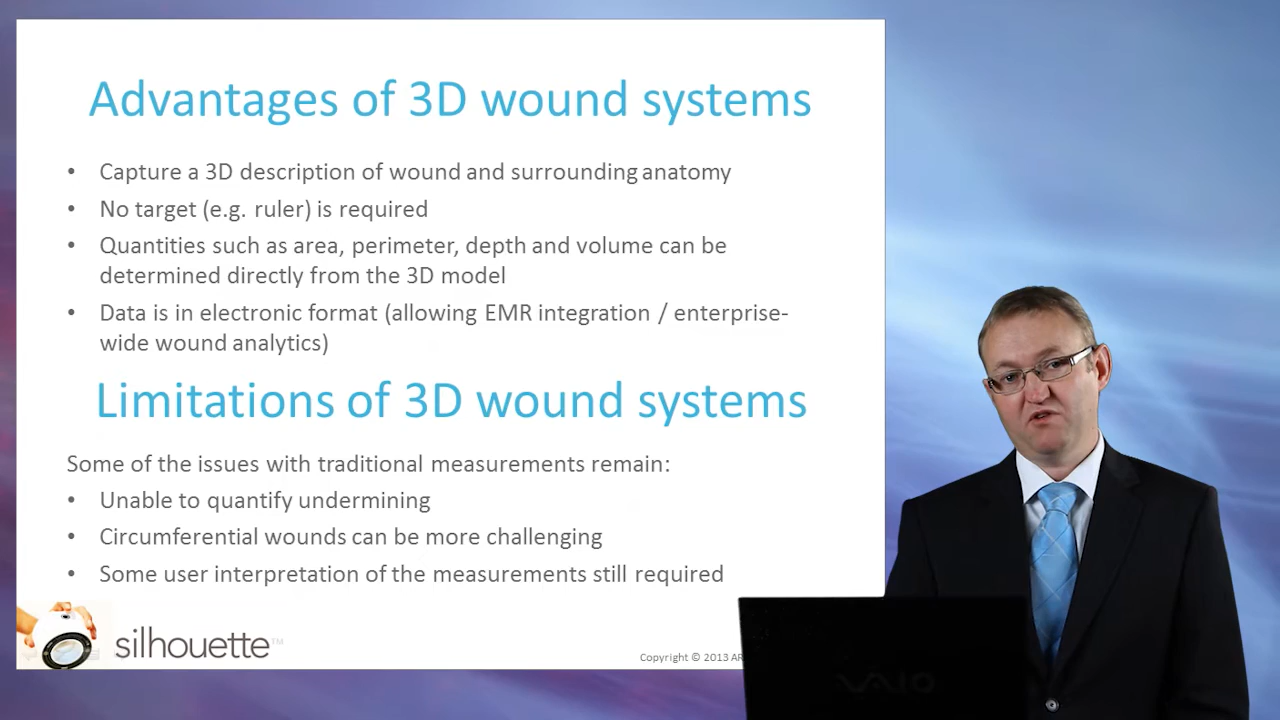 Advantages of 3D wound systems
• Capture a 3D description of wound and surrounding anatomy
• No target (e.g. ruler) is required
• Quantities such as area, perimeter, depth and volume can be
determined directly from the 3D model
• Data is in electronic format (allowing EMR integration / enterprise-
wide wound analytics)
Limitations of 3D wound systems
Some of the issues with traditional measurements remain:
• Unable to quantify undermining
• Circumferential wounds can be more challenging
• Some user interpretation of the measurements still required
silhouette™
Copyright © 2013 AR
VAIO